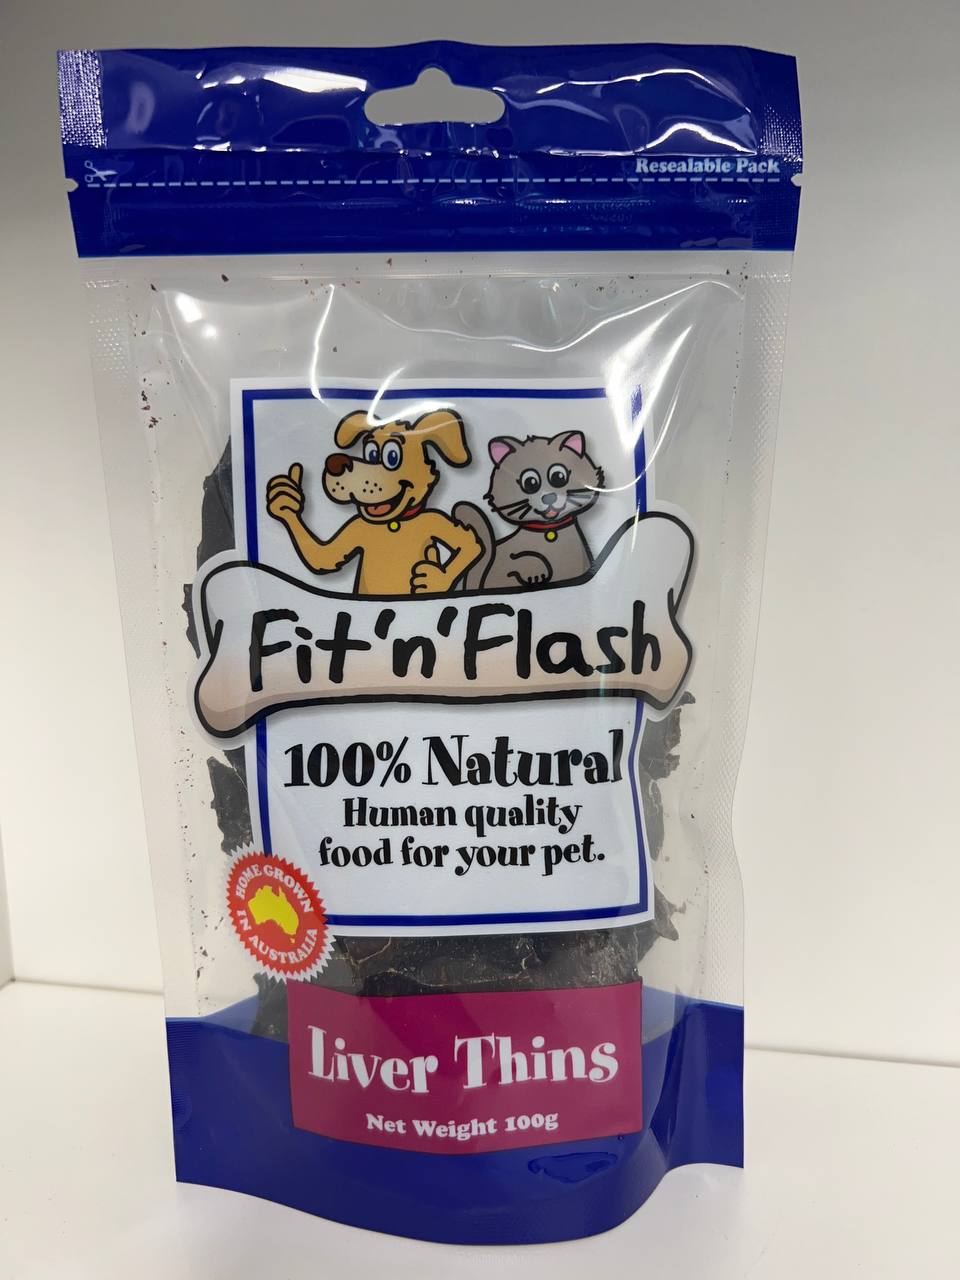 Resealable Pack
Fit'n'Flash
100% Natural
Human quality
food for your pet.
HOME GROWN
IN AUSTRALIA
Liver Thins
Net Weight 100g